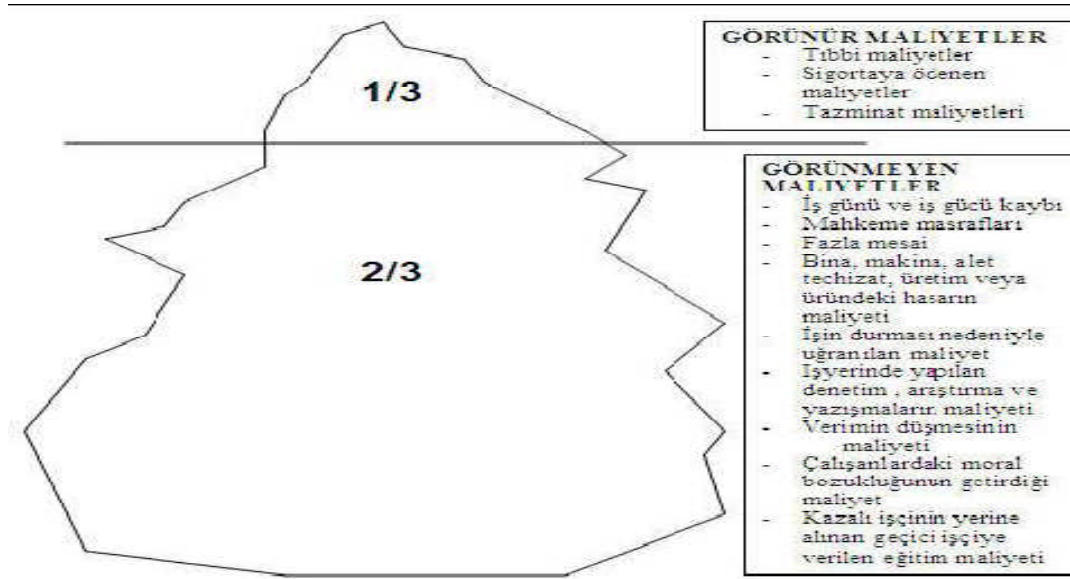 1/3
2/3
GÖRÜNÜR MALİYETLER
- Tıbbi maliyetler
- Sigortaya ödenen
maliyetler
- Tazminat maliyetleri
GÖRÜNMEYEN
MALİYETLER
- İş günü ve iş gücü kaybı
- Mahkeme masrafları
- Fazla mesai
- Bina, makina, alet
techizat, üretim veya
üründeki hasarın
maliyeti
- İşin durması nedeniyle
uğranılan maliyet
- Işyerinde yapılan
denetim , araştırma ve
yazışmaların maliyeti
- Verimin düşmesinin
maliyeti
- Çalışanlardaki moral
bozukluğunun getirdiği
maliyet
- Kazalı işçinin yerine
alınan geçici işçiye
verilen eğitim maliyeti